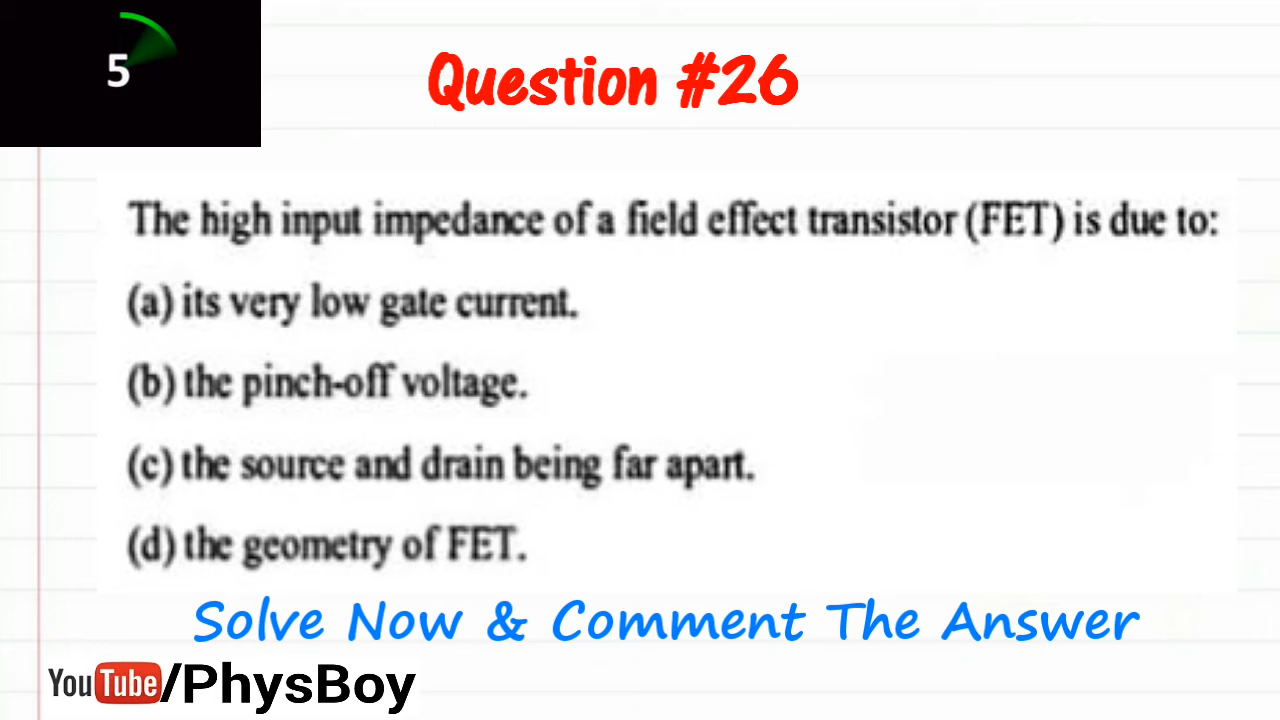 5
Question #26
The high input impedance of a field effect transistor (FET) is due to:
(a) its very low gate current.
(b) the pinch-off voltage.
(c) the source and drain being far apart.
(d) the geometry of FET.
Solve Now & Comment The Answer
YouTube/PhysBoy